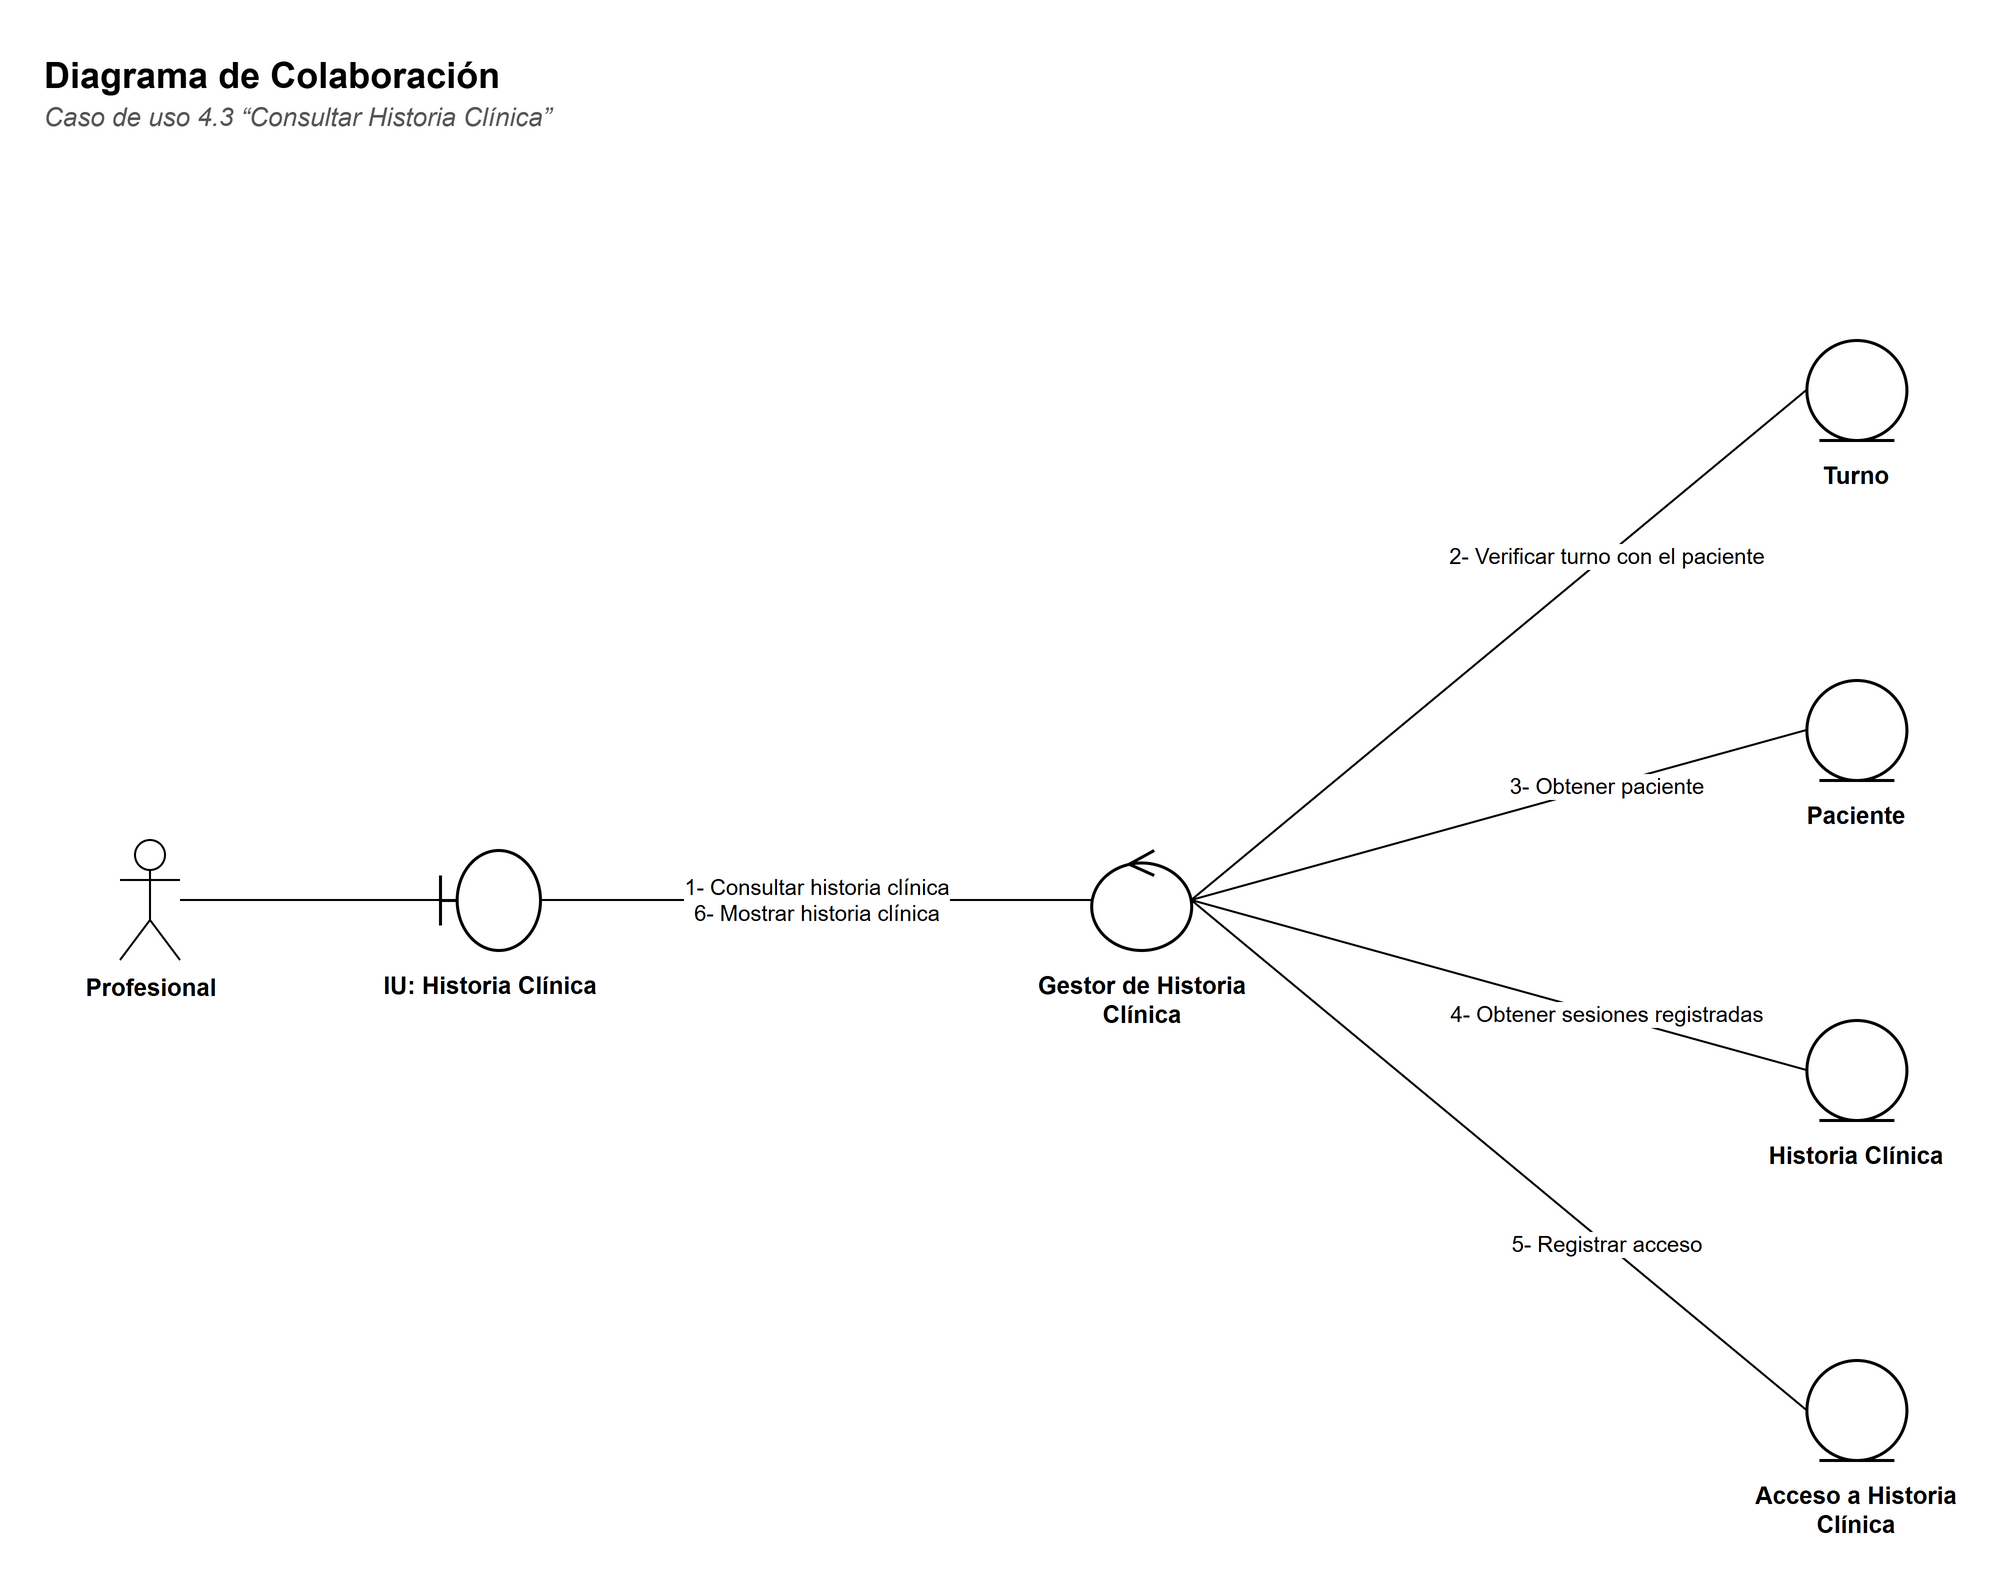 Diagrama de Colaboración
Caso de uso 4.3 “Consultar Historia Clínica”
Turno
2- Verificar turno con el paciente
3- Obtener paciente
Paciente
1- Consultar historia clínica
6- Mostrar historia clínica
Profesional
IU: Historia Clínica
Gestor de Historia
Clínica
4- Obtener sesiones registradas
Historia Clínica
5- Registrar acceso
Acceso a Historia
Clínica